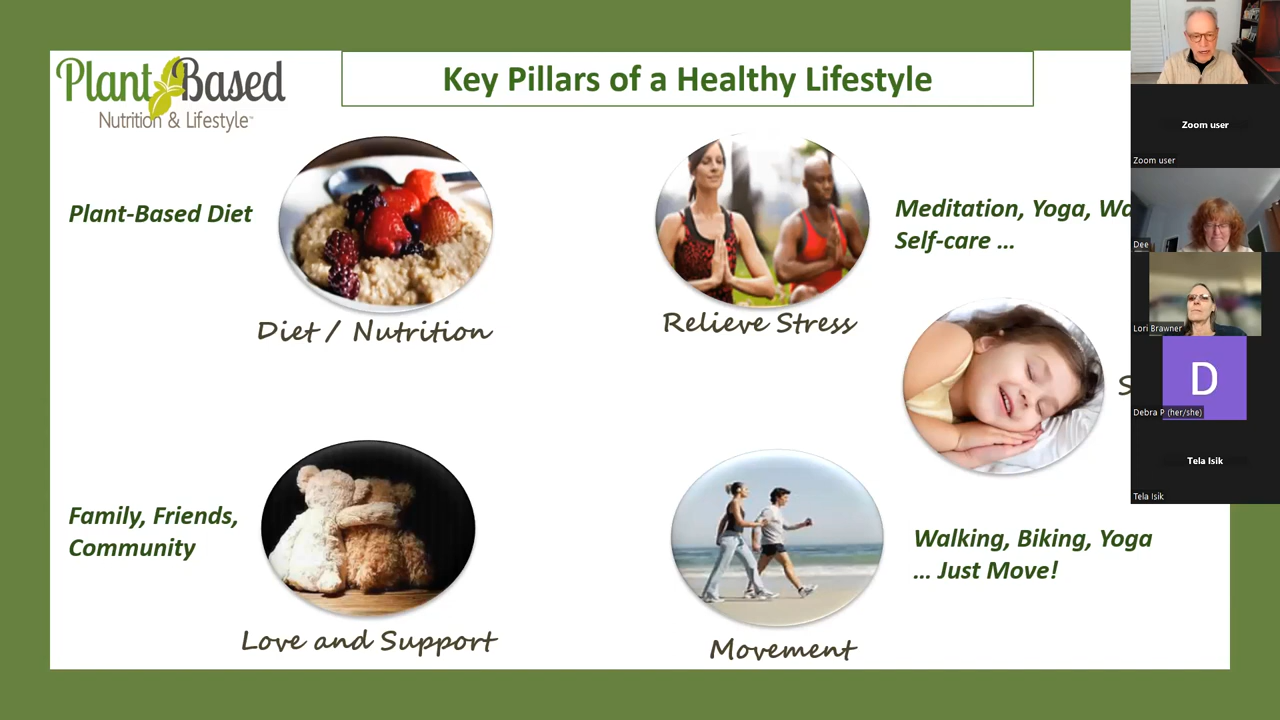 Plant Based
Nutrition & Lifestyle™
Key Pillars of a Healthy Lifestyle
Plant-Based Diet
Diet / Nutrition
Meditation, Yoga,
Self-care ...
Relieve Stress
Family, Friends,
Community
Love and Support
Walking, Biking, Yoga
... Just Move!
Movement
Zoom user
Zoom user
Dee
Lori Brawner
D
Debra P (her/she)
Tela Isik
Tela Isik